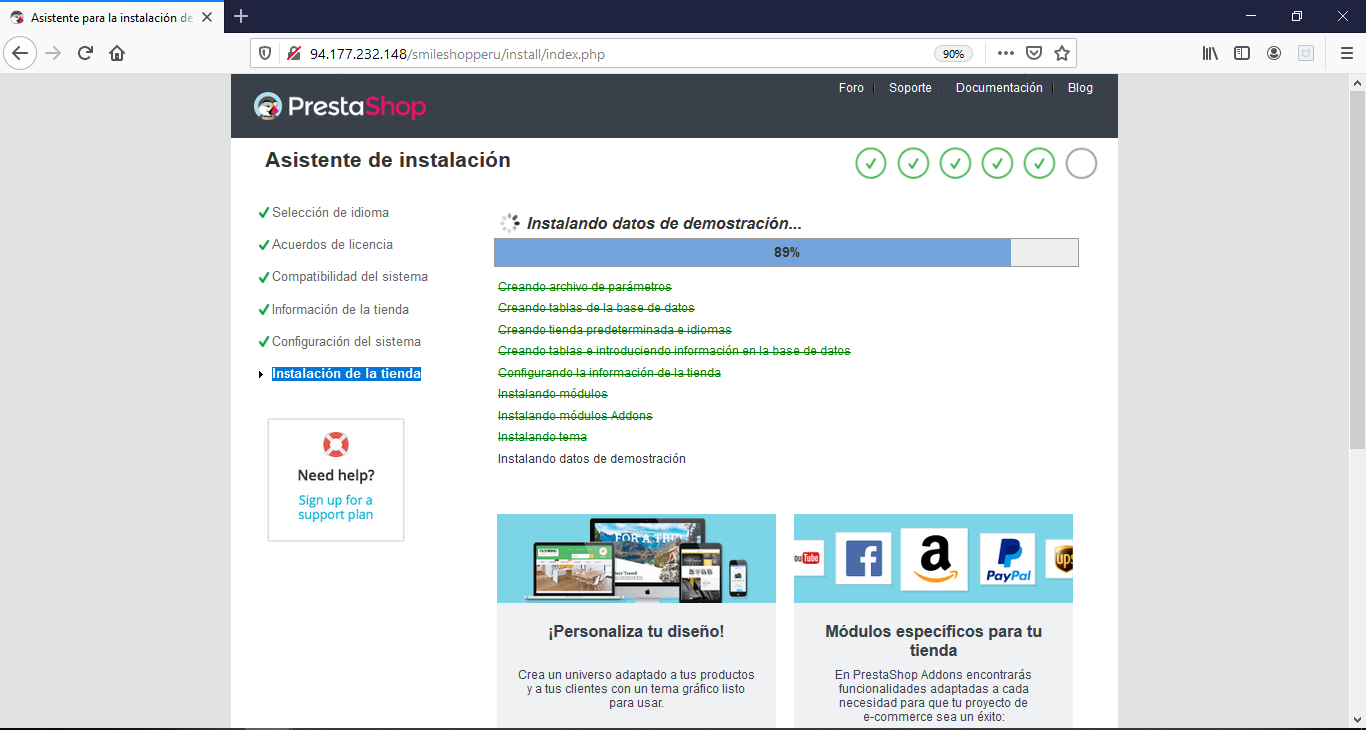 Asistente para la instalación de
94.177.232.148/smileshopperu/install/index.php
90%
PrestaShop
Foro
Soporte
Documentación
Blog
Asistente de instalación
Selección de idioma
Acuerdos de licencia
Compatibilidad del sistema
Información de la tienda
Configuración del sistema
Instalación de la tienda
Need help?
Sign up for a
support plan
Instalando datos de demostración...
89%
Creando archivo de parámetros
Creando tablas de la base de datos
Creando tienda predeterminada e idiomas
Creando tablas e introduciendo información en la base de datos
Configurando la información de la tienda
Instalando módulos
Instalando módulos Addons
Instalando tema
Instalando datos de demostración
FOR A TRE
¡Personaliza tu diseño!
Crea un universo adaptado a tus productos
y a tus clientes con un tema gráfico listo
para usar.
ouTube
f
a
PayPal
ups
Módulos específicos para tu
tienda
En PrestaShop Addons encontrarás
funcionalidades adaptadas a cada
necesidad para que tu proyecto de
e-commerce sea un éxito: